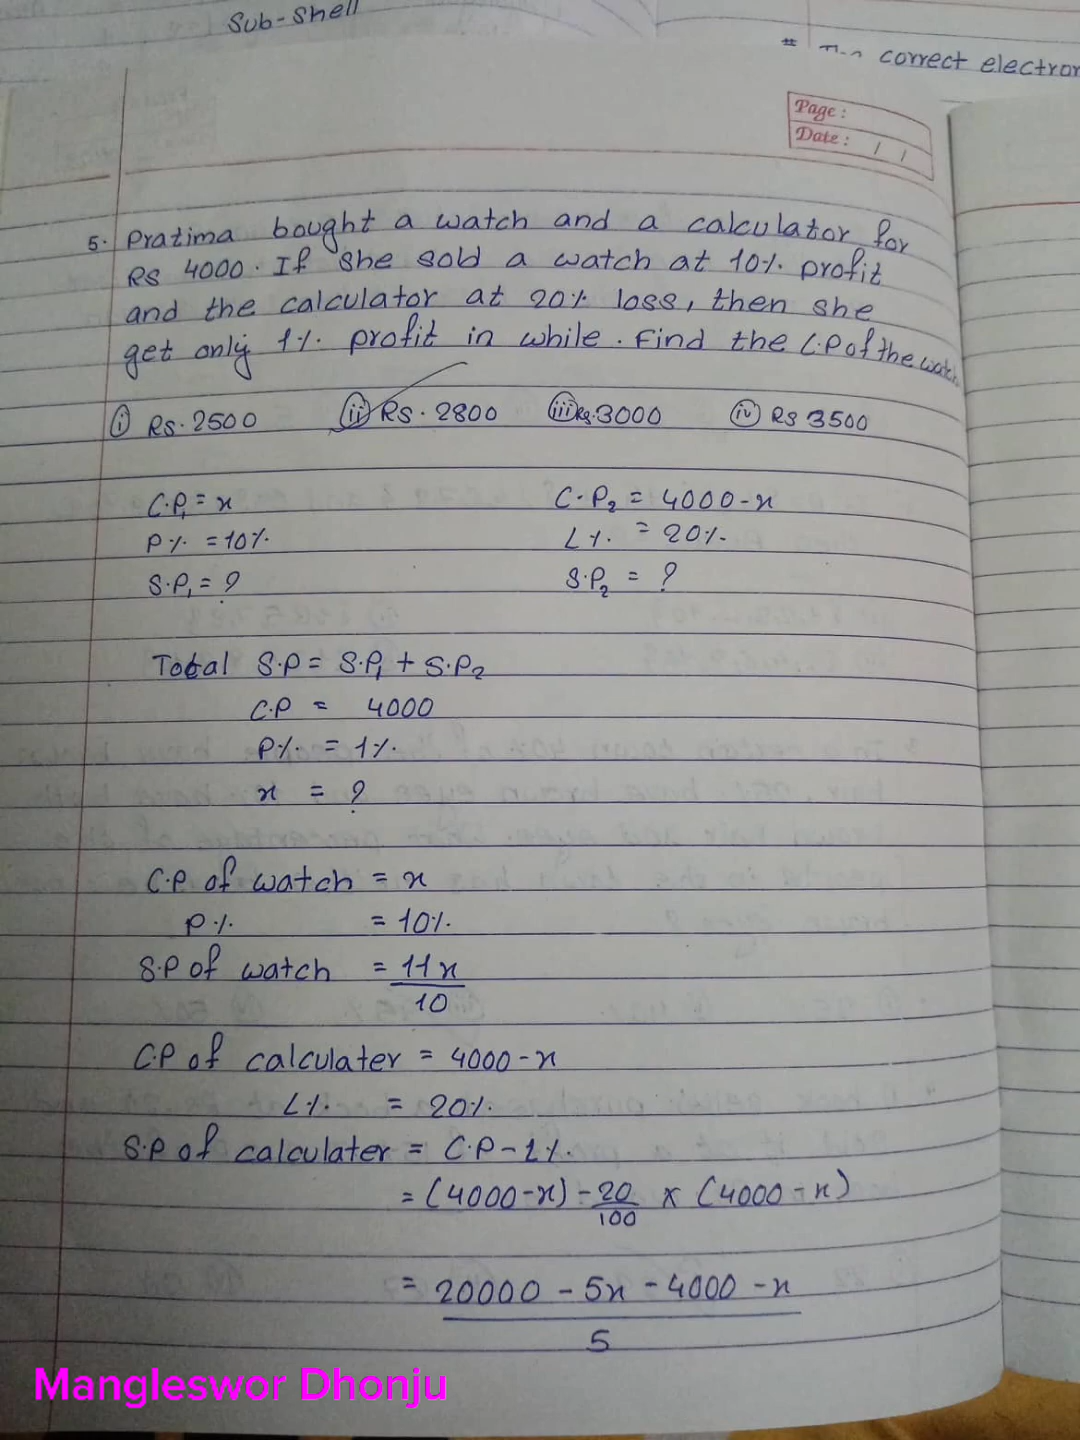 Sub-Shell
# correct electron
Page:
Date: / /
5. Pratima bought a watch and a calculator for
RS 4000. If she sold a watch at 10% profit
and the calculator at 20% loss, then she
get only 1% profit in while. Find the C.P of the watch
(i) RS. 2500 (ii) RS. 2800 (iii) Rs. 3000 (iv) RS 3500
C.P₁ = x C.P₂ = 4000-x
P% = 10% L% = 20%
S.P₁ = ? S.P₂ = ?
Total S.P = S.P₁ + S.P₂
C.P = 4000
P% = 1%
x = ?
C.P of watch = x
P% = 10%
S.P of watch = 11x
10
C.P of calculater = 4000-x
L% = 20%
S.P of calculater = C.P - L%
= (4000-x) - 20/100 × (4000-x)
= 20000 - 5x - 4000 - x
5
Mangleswor Dhonju